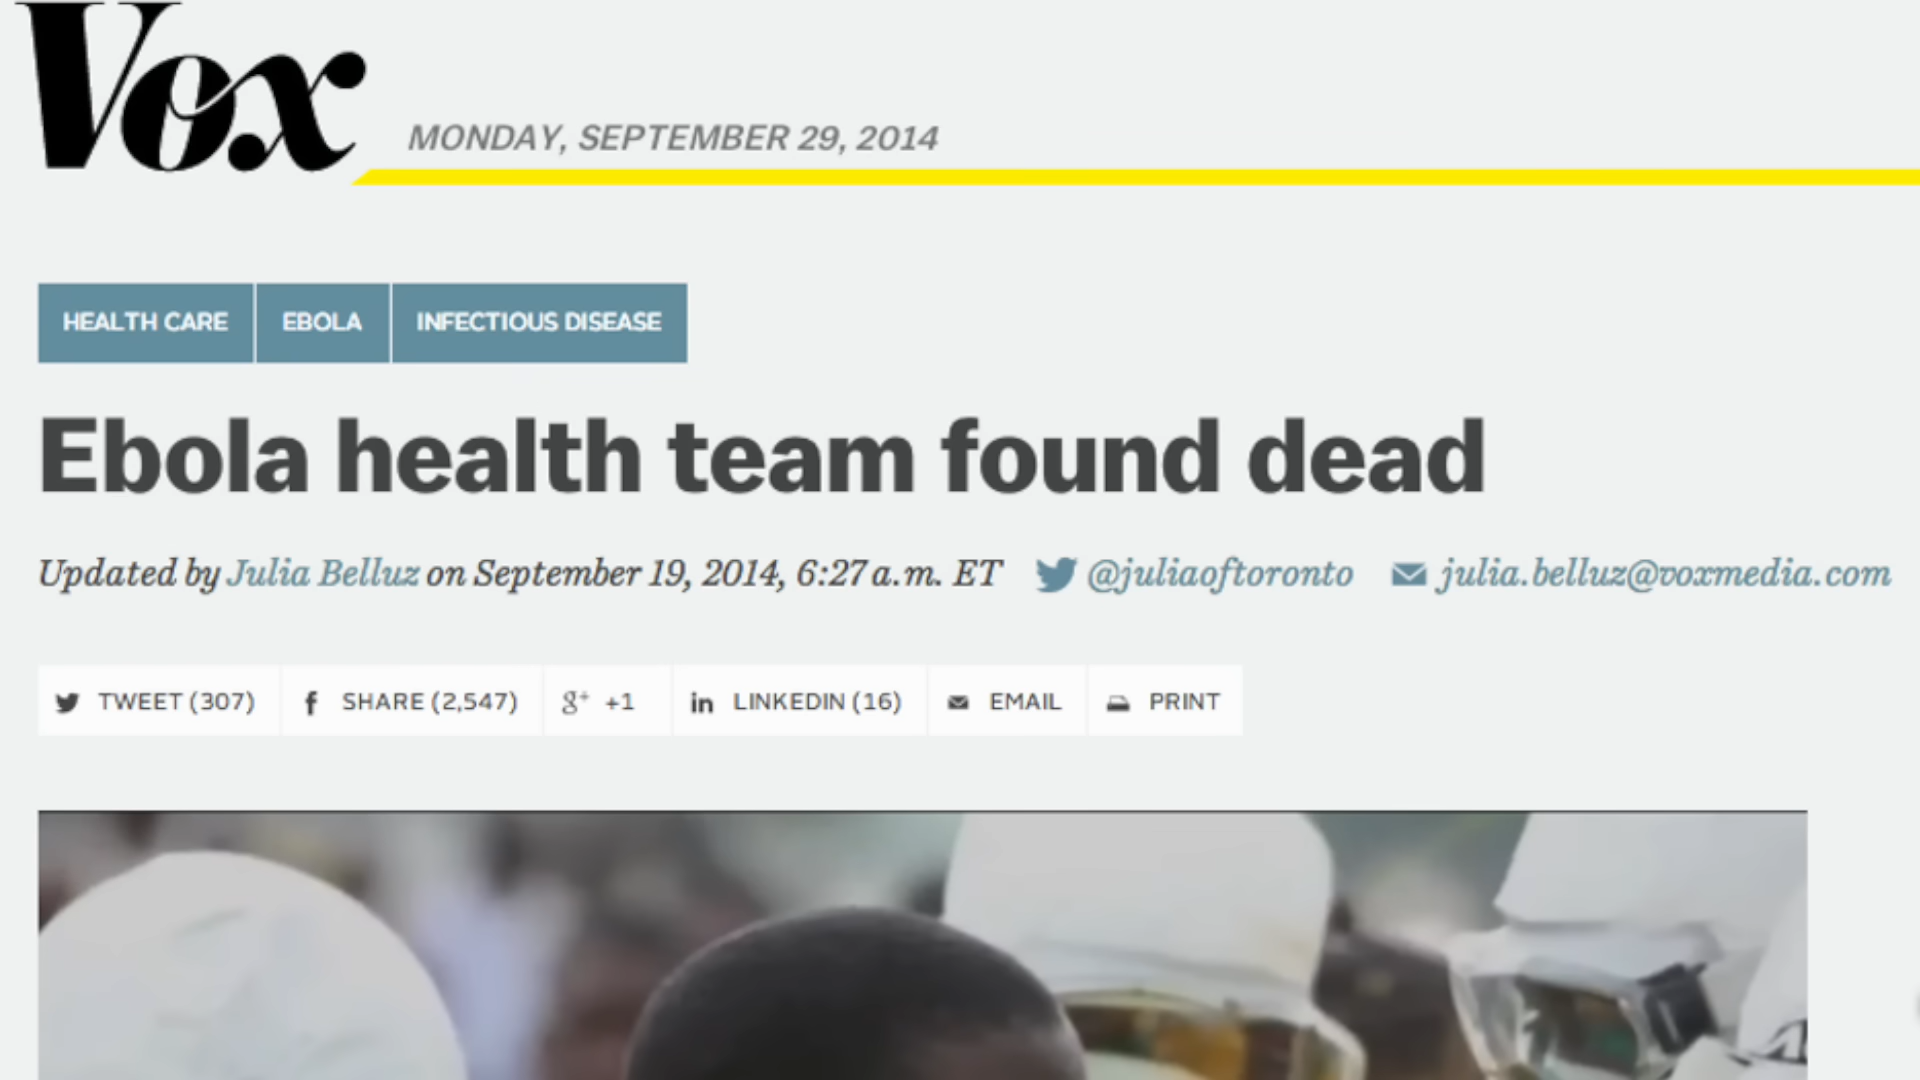 Vox
MONDAY, SEPTEMBER 29, 2014
HEALTH CARE EBOLA INFECTIOUS DISEASE
Ebola health team found dead
Updated by Julia Belluz on September 19, 2014, 6:27 a.m. ET @juliaoftoronto julia.belluz@voxmedia.com
TWEET (307) f SHARE (2,547) g+ +1 in LINKEDIN (16) EMAIL PRINT